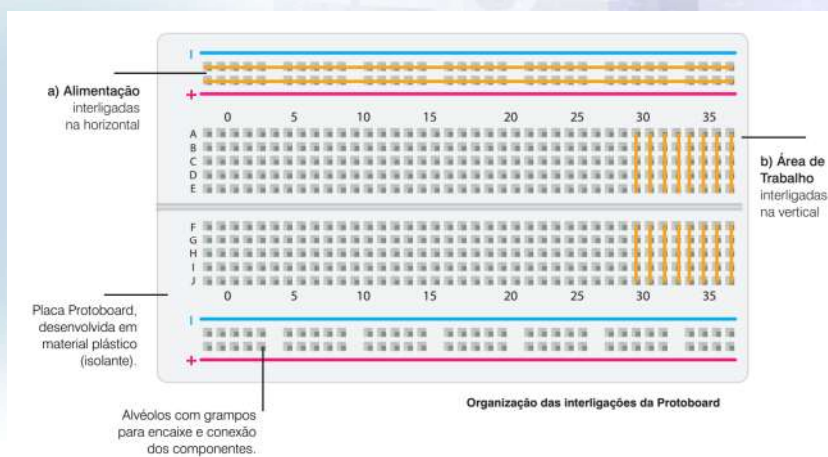 I
+
a) Alimentação
interligadas
na horizontal
0 5 10 15 20 25 30 35
A
B
C
D
E
b) Área de
Trabalho
interligadas
na vertical
F
G
H
I
J
0 5 10 15 20 25 30 35
Placa Protoboard,
desenvolvida em
material plástico
(isolante).
I
+
Organização das interligações da Protoboard
Alvéolos com grampos
para encaixe e conexão
dos componentes.